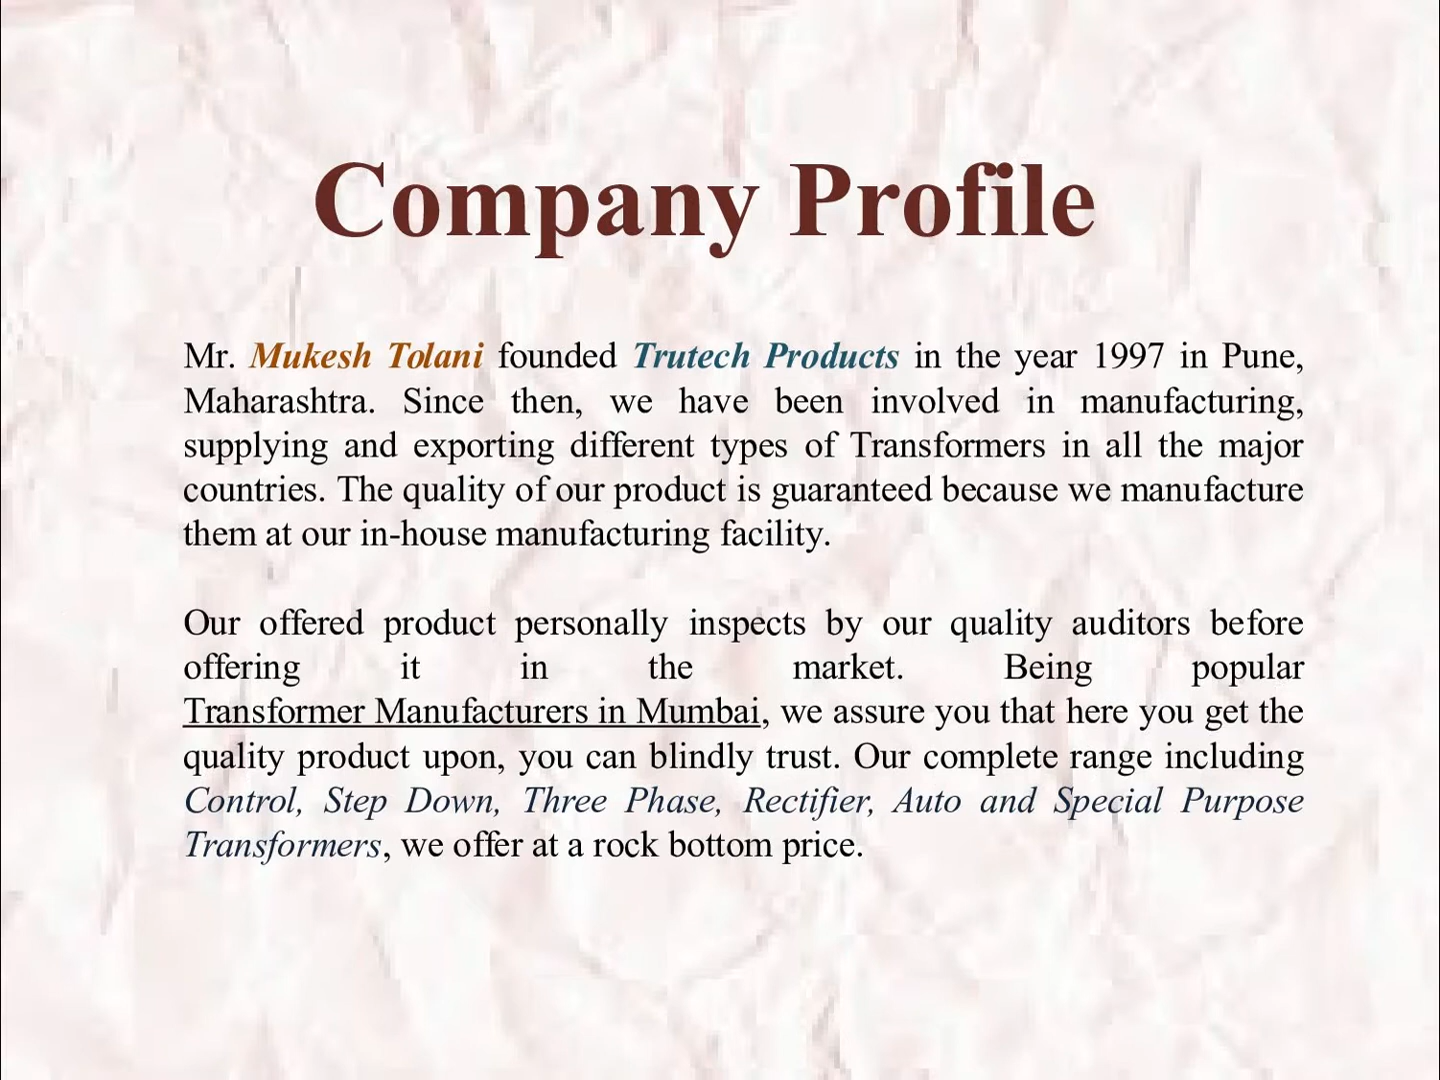 Company Profile
Mr. Mukesh Tolani founded Trutech Products in the year 1997 in Pune,
Maharashtra. Since then, we have been involved in manufacturing,
supplying and exporting different types of Transformers in all the major
countries. The quality of our product is guaranteed because we manufacture
them at our in-house manufacturing facility.
Our offered product personally inspects by our quality auditors before
offering it in the market. Being popular
Transformer Manufacturers in Mumbai, we assure you that here you get the
quality product upon, you can blindly trust. Our complete range including
Control, Step Down, Three Phase, Rectifier, Auto and Special Purpose
Transformers, we offer at a rock bottom price.